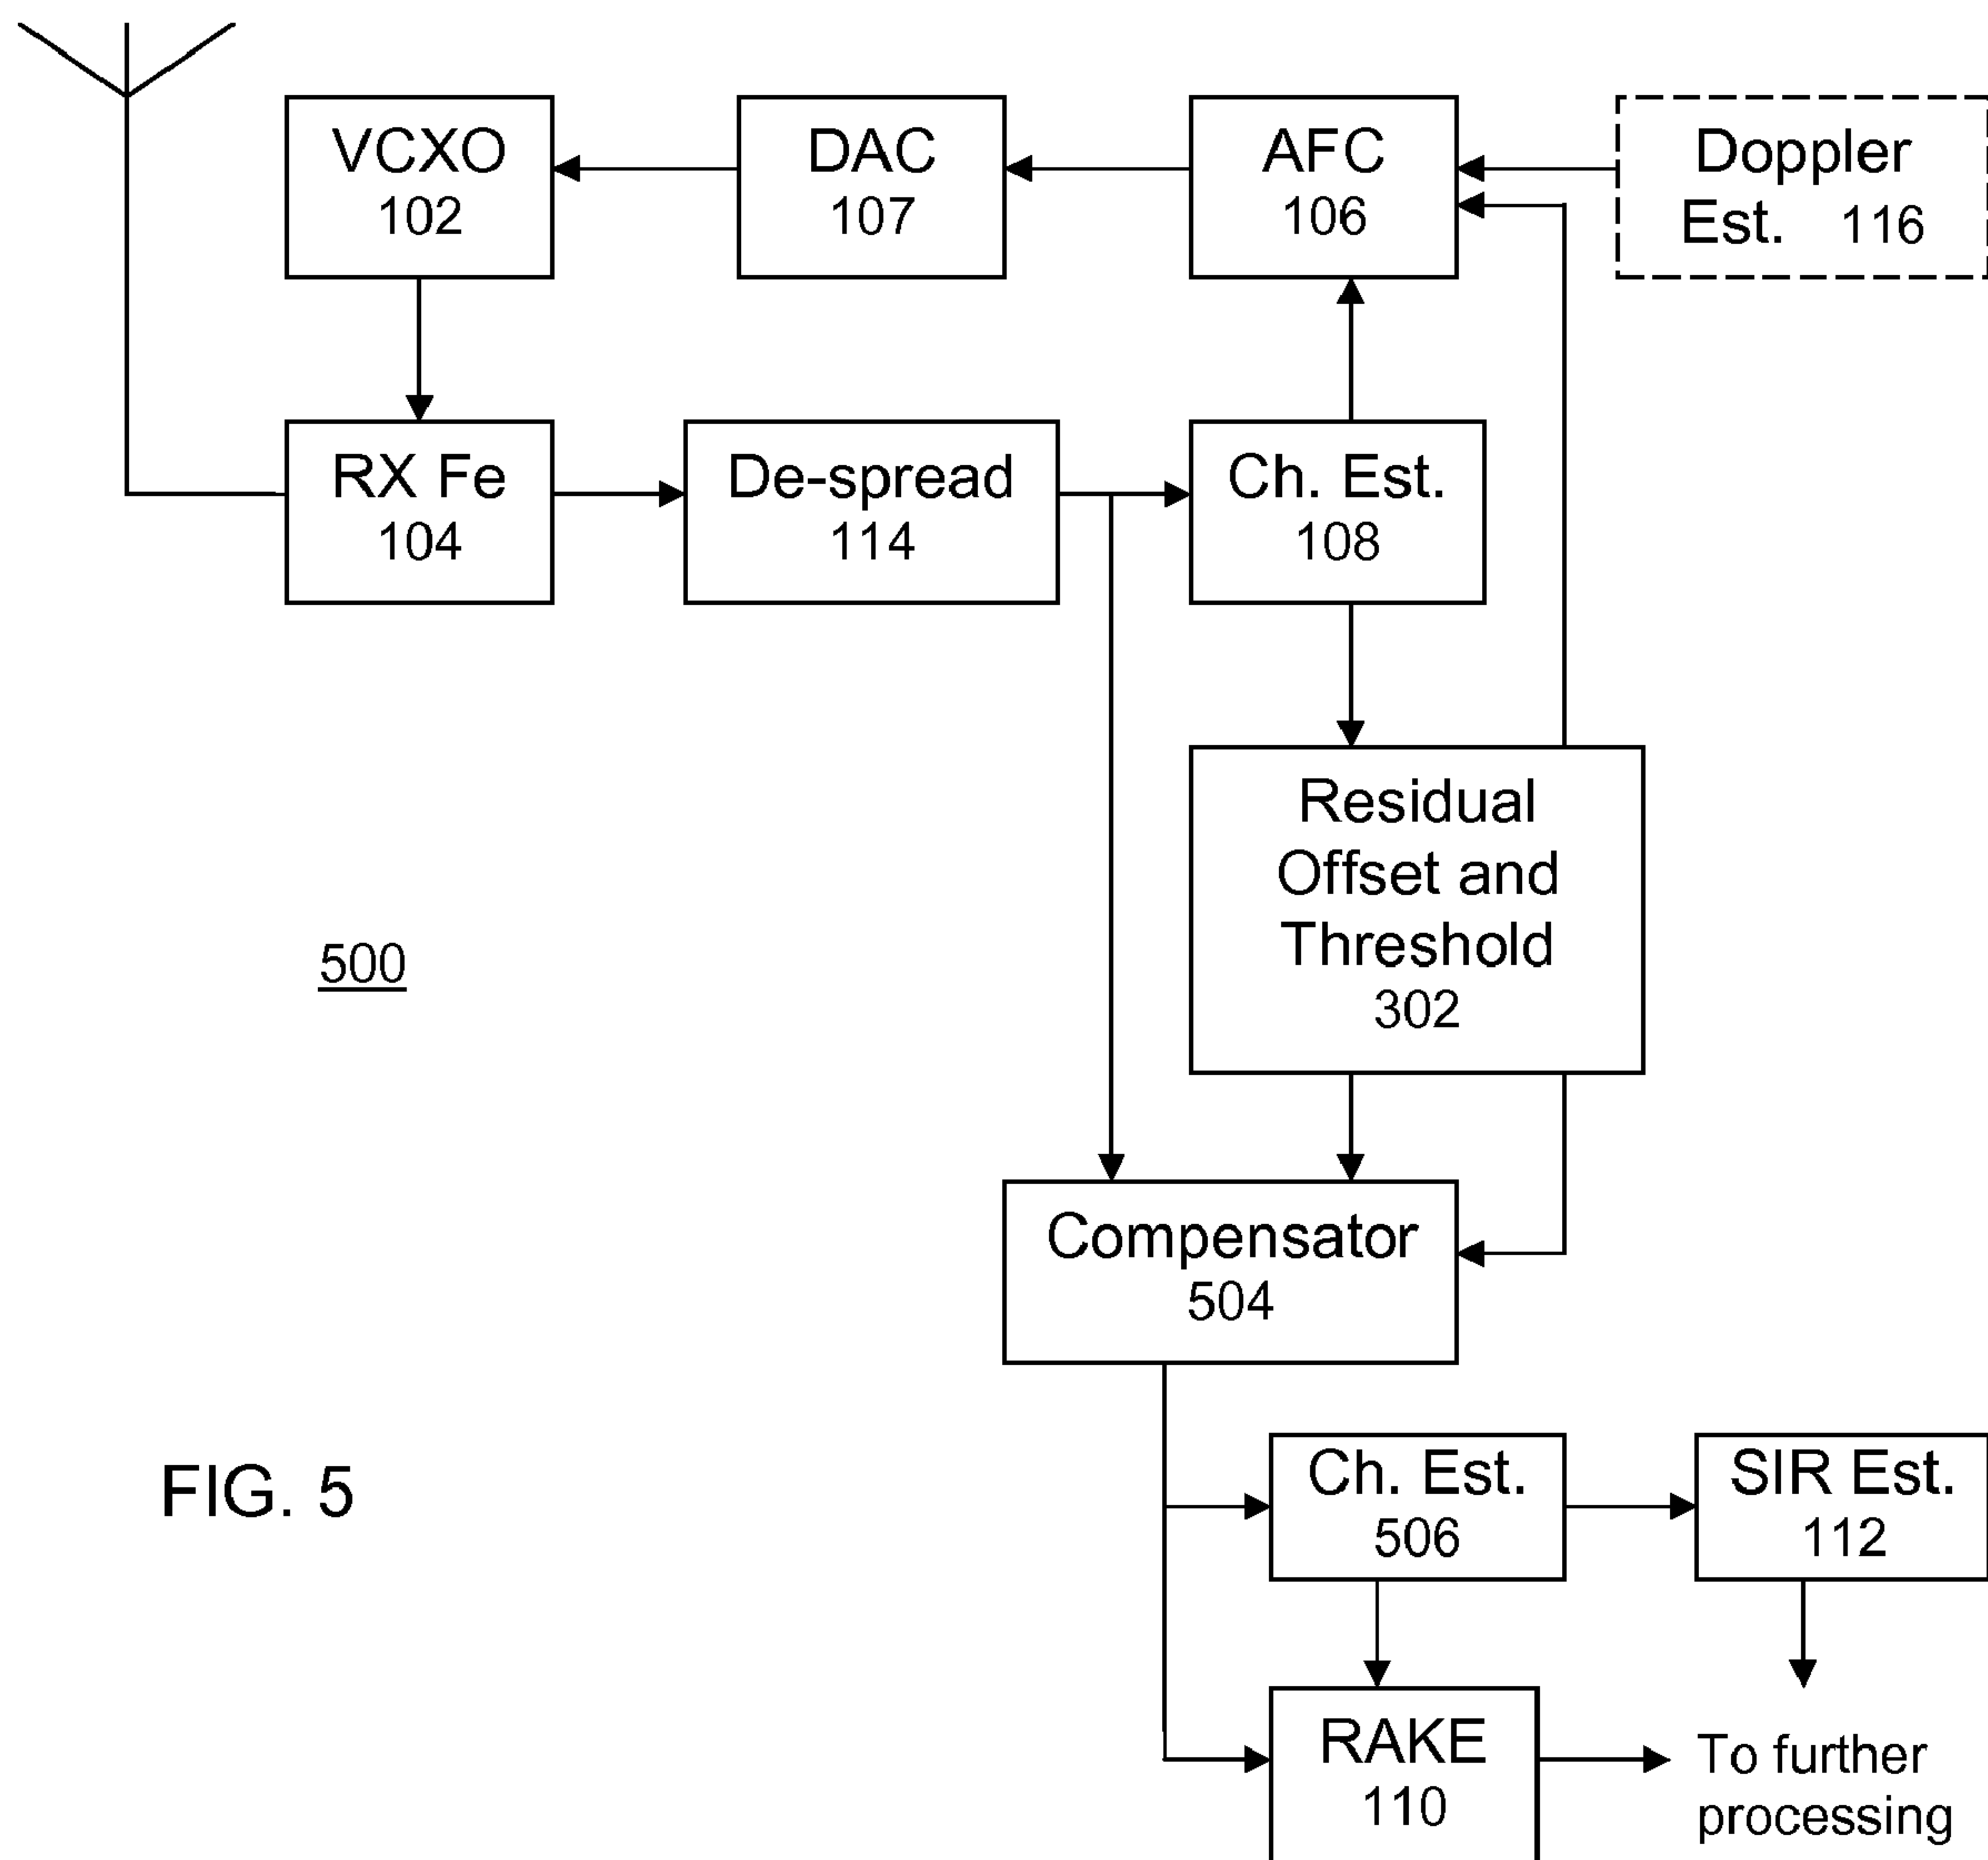 VCXO
102
DAC
107
AFC
106
Doppler
Est. 116
RX Fe
104
De-spread
114
Ch. Est.
108
Residual
Offset and
Threshold
302
500
Compensator
504
FIG. 5
Ch. Est.
506
SIR Est.
112
RAKE
110
To further
processing